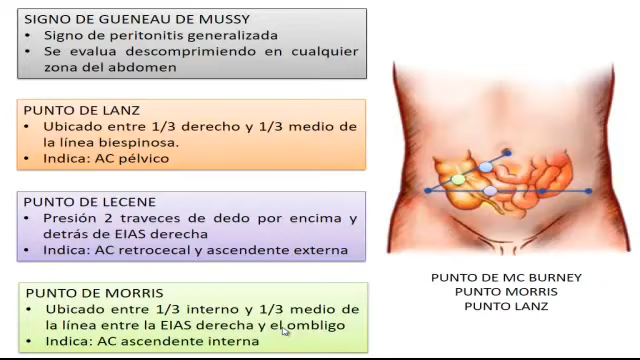 SIGNO DE GUENEAU DE MUSSY
• Signo de peritonitis generalizada
• Se evalua descomprimiendo en cualquier
zona del abdomen
PUNTO DE LANZ
• Ubicado entre 1/3 derecho y 1/3 medio de
la línea biespinosa.
• Indica: AC pélvico
PUNTO DE LECENE
• Presión 2 traveces de dedo por encima y
detrás de EIAS derecha
• Indica: AC retrocecal y ascendente externa
PUNTO DE MORRIS
• Ubicado entre 1/3 interno y 1/3 medio de
la línea entre la EIAS derecha y el ombligo
• Indica: AC ascendente interna
PUNTO DE MC BURNEY
PUNTO MORRIS
PUNTO LANZ